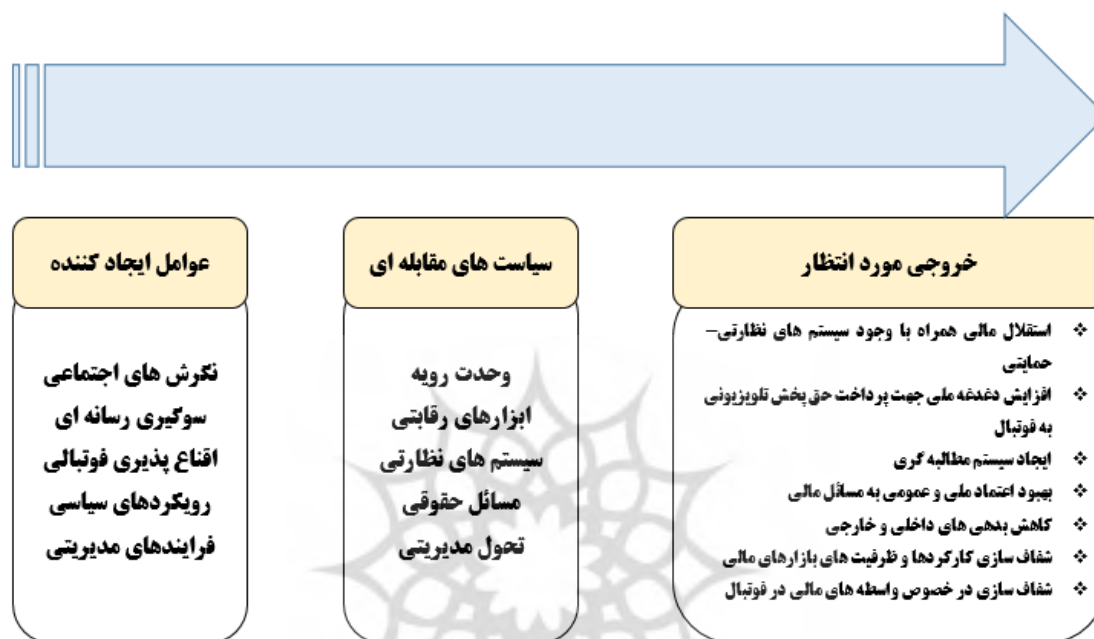 عوامل ایجاد کننده
نگرش های اجتماعی
سوگیری رسانه ای
اقناع پذیری فوتبالی
رویکردهای سیاسی
فرایندهای مدیریتی
سیاست های مقابله ای
وحدت رویه
ابزارهای رقابتی
سیستم های نظارتی
مسائل حقوقی
تحول مدیریتی
خروجی مورد انتظار
❖ استقلال مالی همراه با وجود سیستم های نظارتی–
حمایتی
❖ افزایش دغدغه ملی جهت پرداخت حق پخش تلویزیونی
به فوتبال
❖ ایجاد سیستم مطالبه گری
❖ بهبود اعتماد ملی و عمومی به مسائل مالی
❖ کاهش بدهی های داخلی و خارجی
❖ شفاف سازی کارکردها و ظرفیت های بازارهای مالی
❖ شفاف سازی در خصوص واسطه های مالی در فوتبال